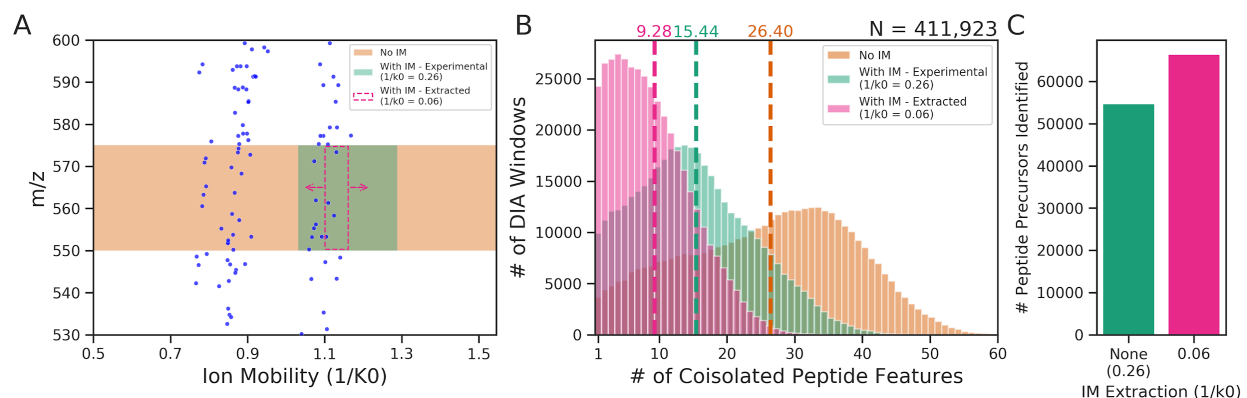 A
600
590
580
570
560
550
540
530
m/z
0.5
0.7
0.9
1.1
1.3
1.5
Ion Mobility (1/K0)
No IM
With IM - Experimental
(1/k0 = 0.26)
With IM - Extracted
(1/k0 = 0.06)
B
9.28
15.44
26.40
N = 411,923
25000
20000
15000
10000
5000
0
# of DIA Windows
1
10
20
30
40
50
60
# of Coisolated Peptide Features
No IM
With IM - Experimental
(1/k0 = 0.26)
With IM - Extracted
(1/k0 = 0.06)
C
60000
50000
40000
30000
20000
10000
0
# Peptide Precursors Identified
None
(0.26)
0.06
IM Extraction (1/k0)